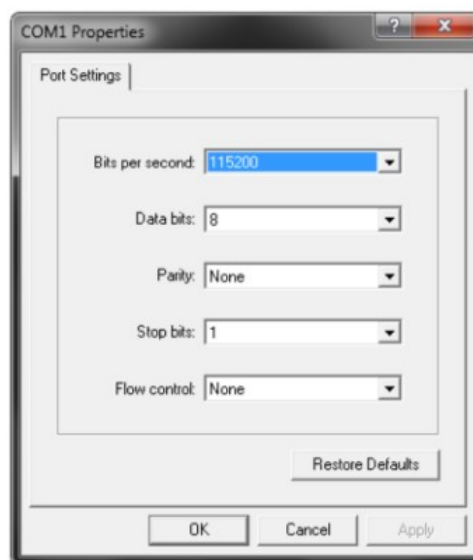 COM1 Properties
?
Port Settings
Bits per second: 115200
Data bits: 8
Parity: None
Stop bits: 1
Flow control: None
Restore Defaults
OK Cancel Apply